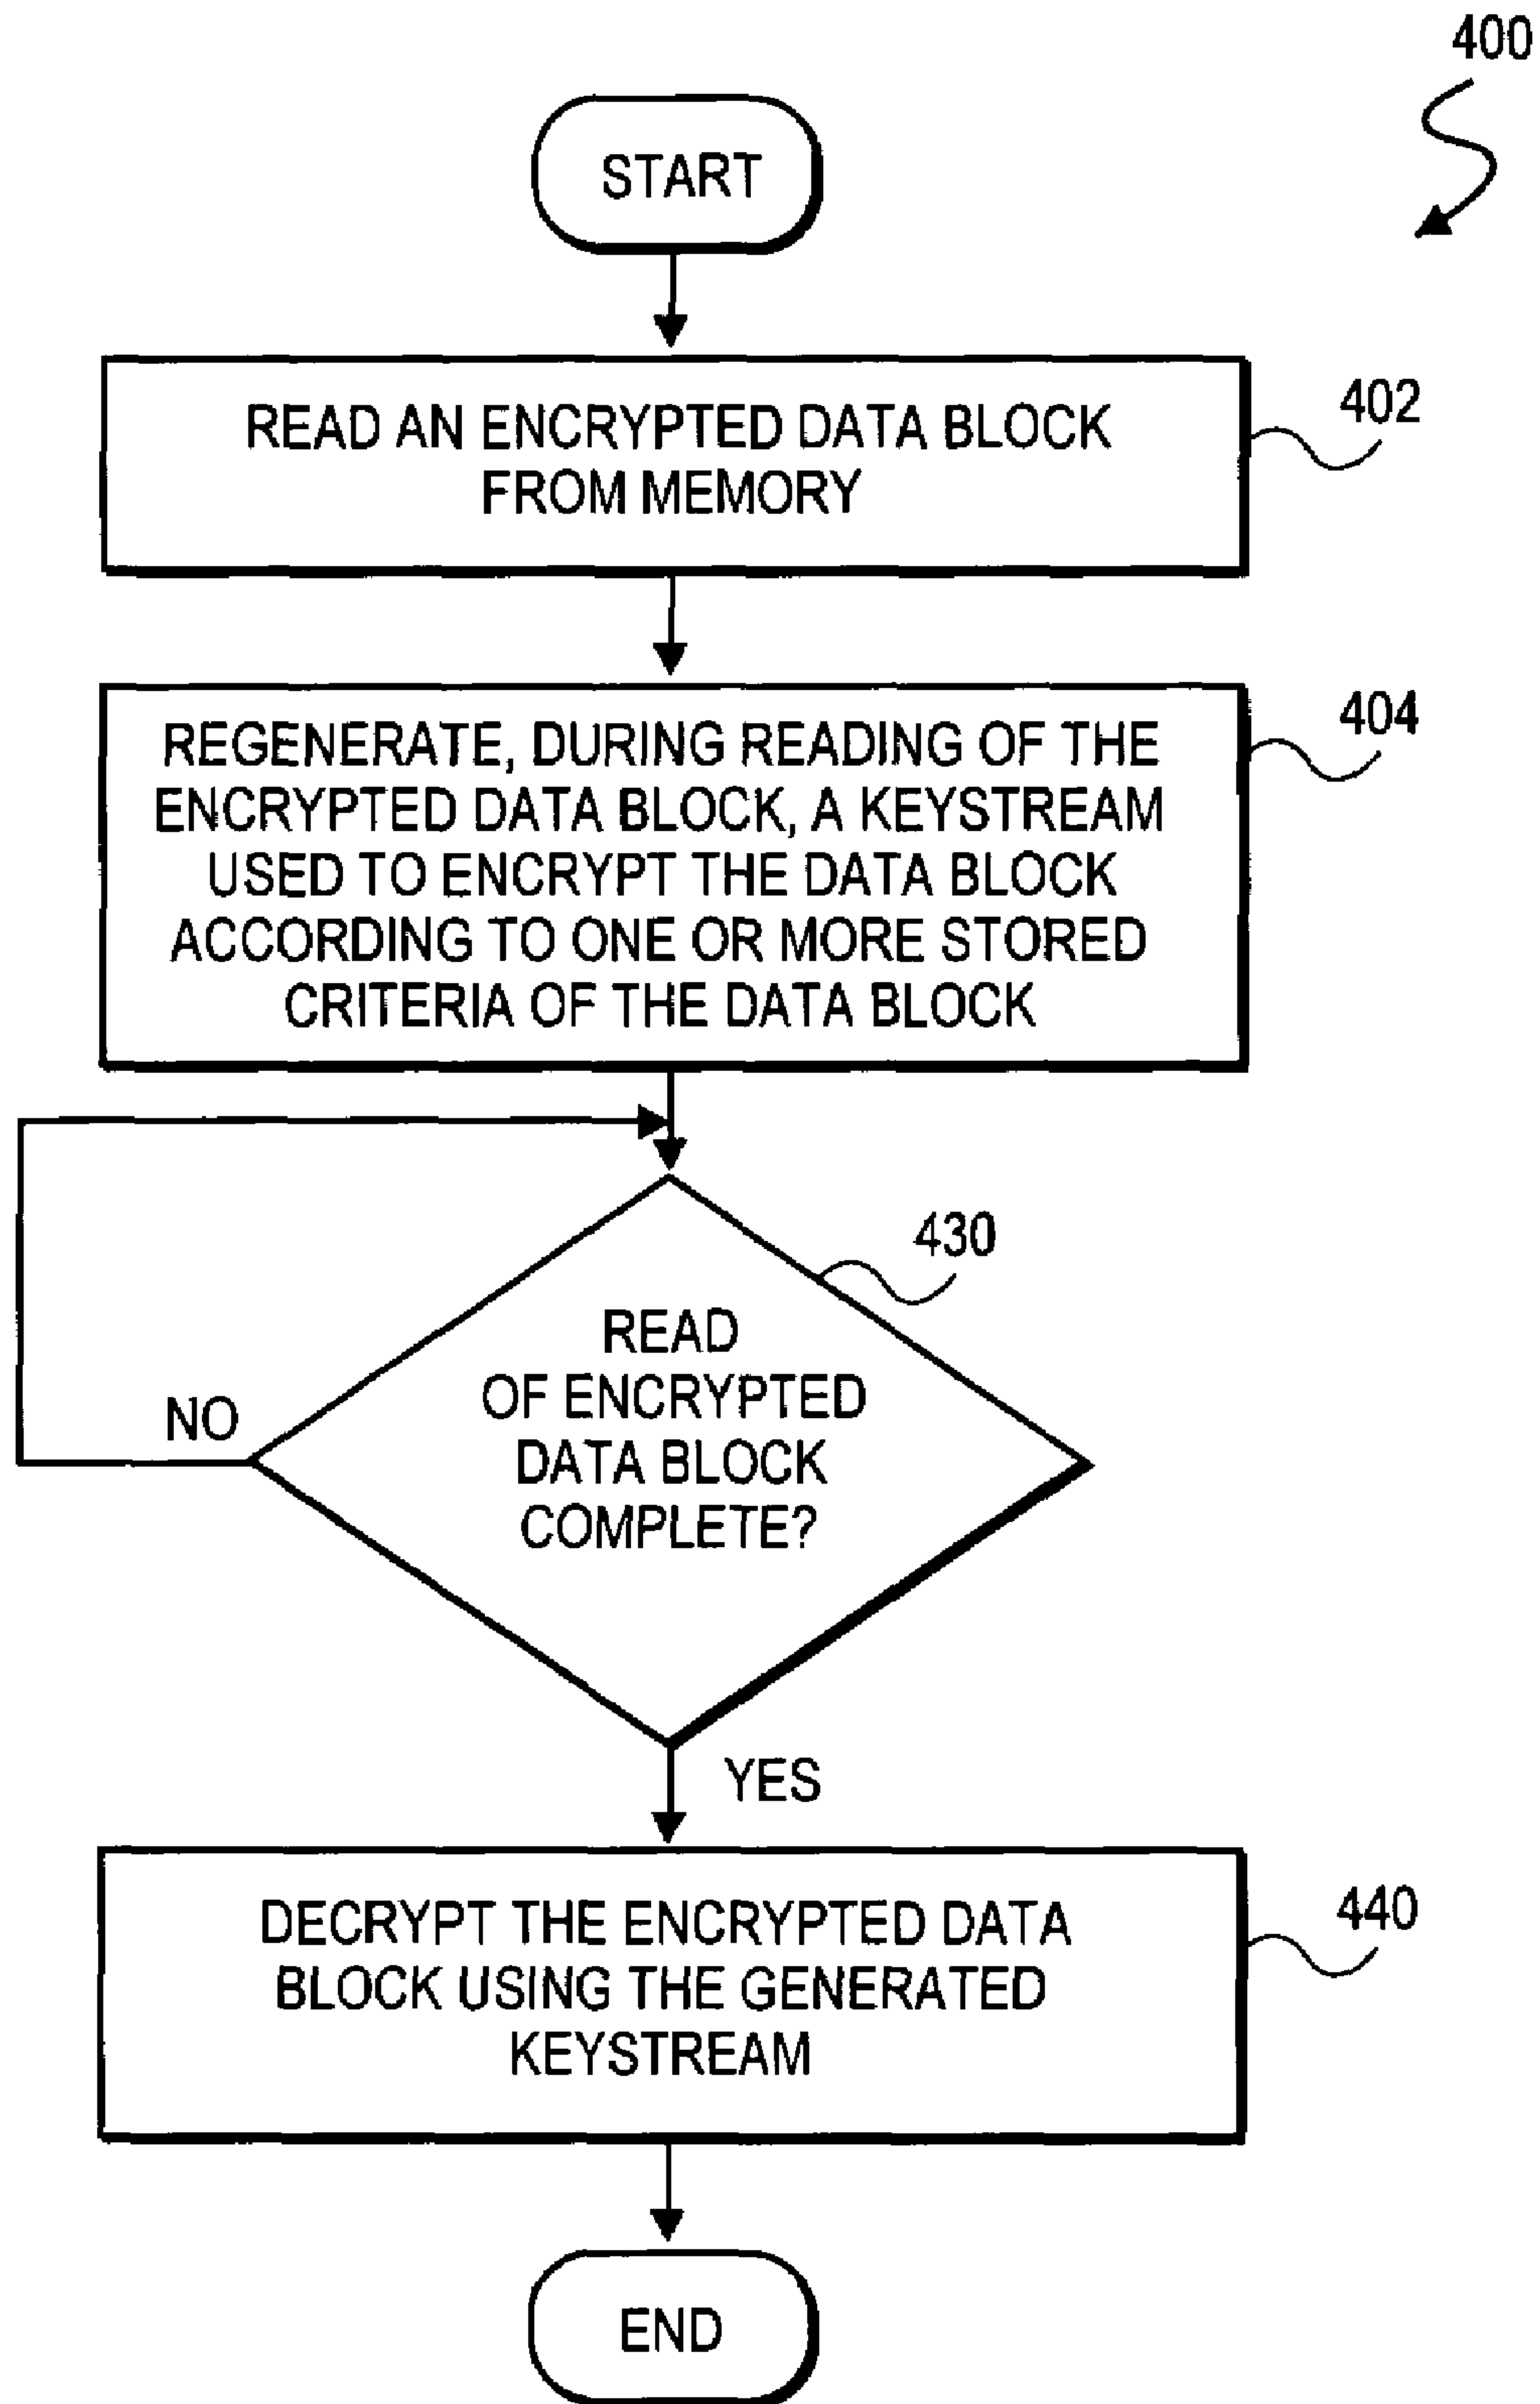 400
START
READ AN ENCRYPTED DATA BLOCK
FROM MEMORY
402
REGENERATE, DURING READING OF THE
ENCRYPTED DATA BLOCK, A KEYSTREAM
USED TO ENCRYPT THE DATA BLOCK
ACCORDING TO ONE OR MORE STORED
CRITERIA OF THE DATA BLOCK
404
430
READ
OF ENCRYPTED
DATA BLOCK
COMPLETE?
NO
YES
DECRYPT THE ENCRYPTED DATA
BLOCK USING THE GENERATED
KEYSTREAM
440
END